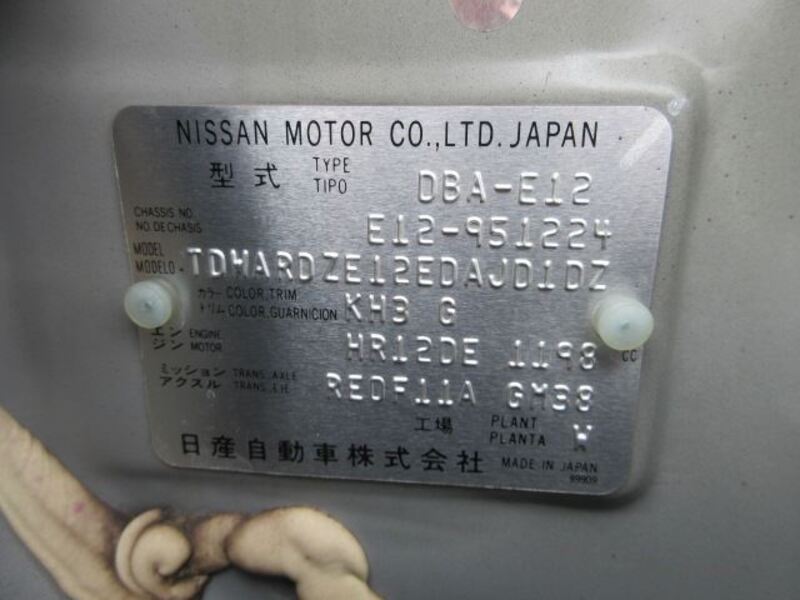 NISSAN MOTOR CO.,LTD. JAPAN
型式 TYPE TIPO DBA-E12
CHASSIS NO. NO. DE CHASIS E12-951224
MODEL MODELO TDWARDZE12EDAJD1DZ
カラー COLOR,TRIM トリム COLOR,GUARNICION KH3 G
エンジン ENGINE MOTOR HR12DE 1198 CC
ミッション アクスル TRANS.,AXLE TRANS.,EJE REDF11A GM38
工場 PLANT PLANTA W
日産自動車株式会社 MADE IN JAPAN
99909